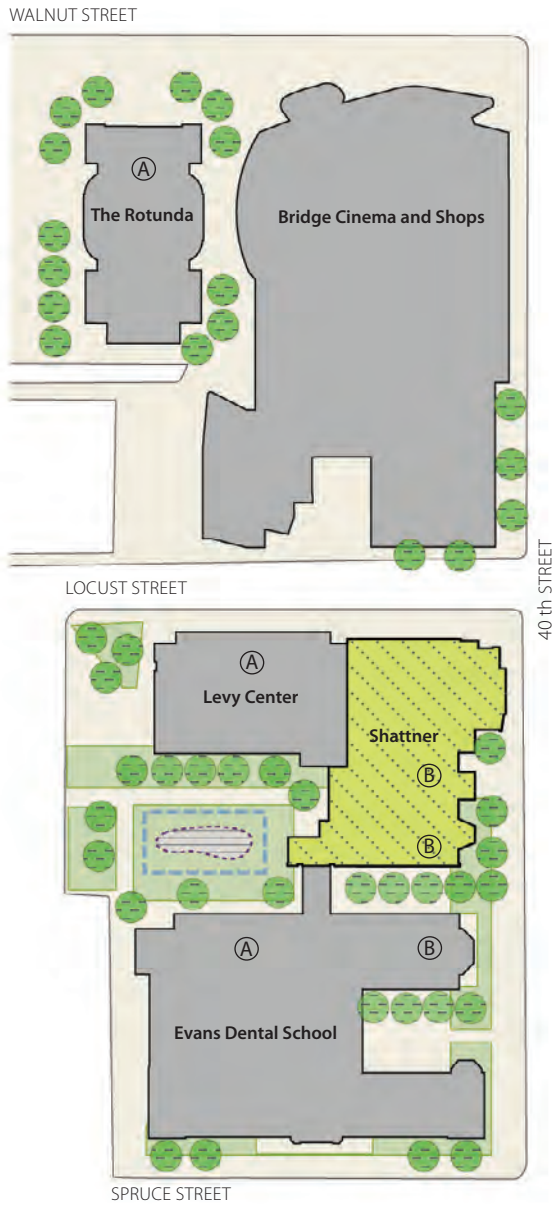 WALNUT STREET
A
The Rotunda
Bridge Cinema and Shops
40 th STREET
LOCUST STREET
A
Levy Center
Shattner
B
B
A
B
Evans Dental School
SPRUCE STREET